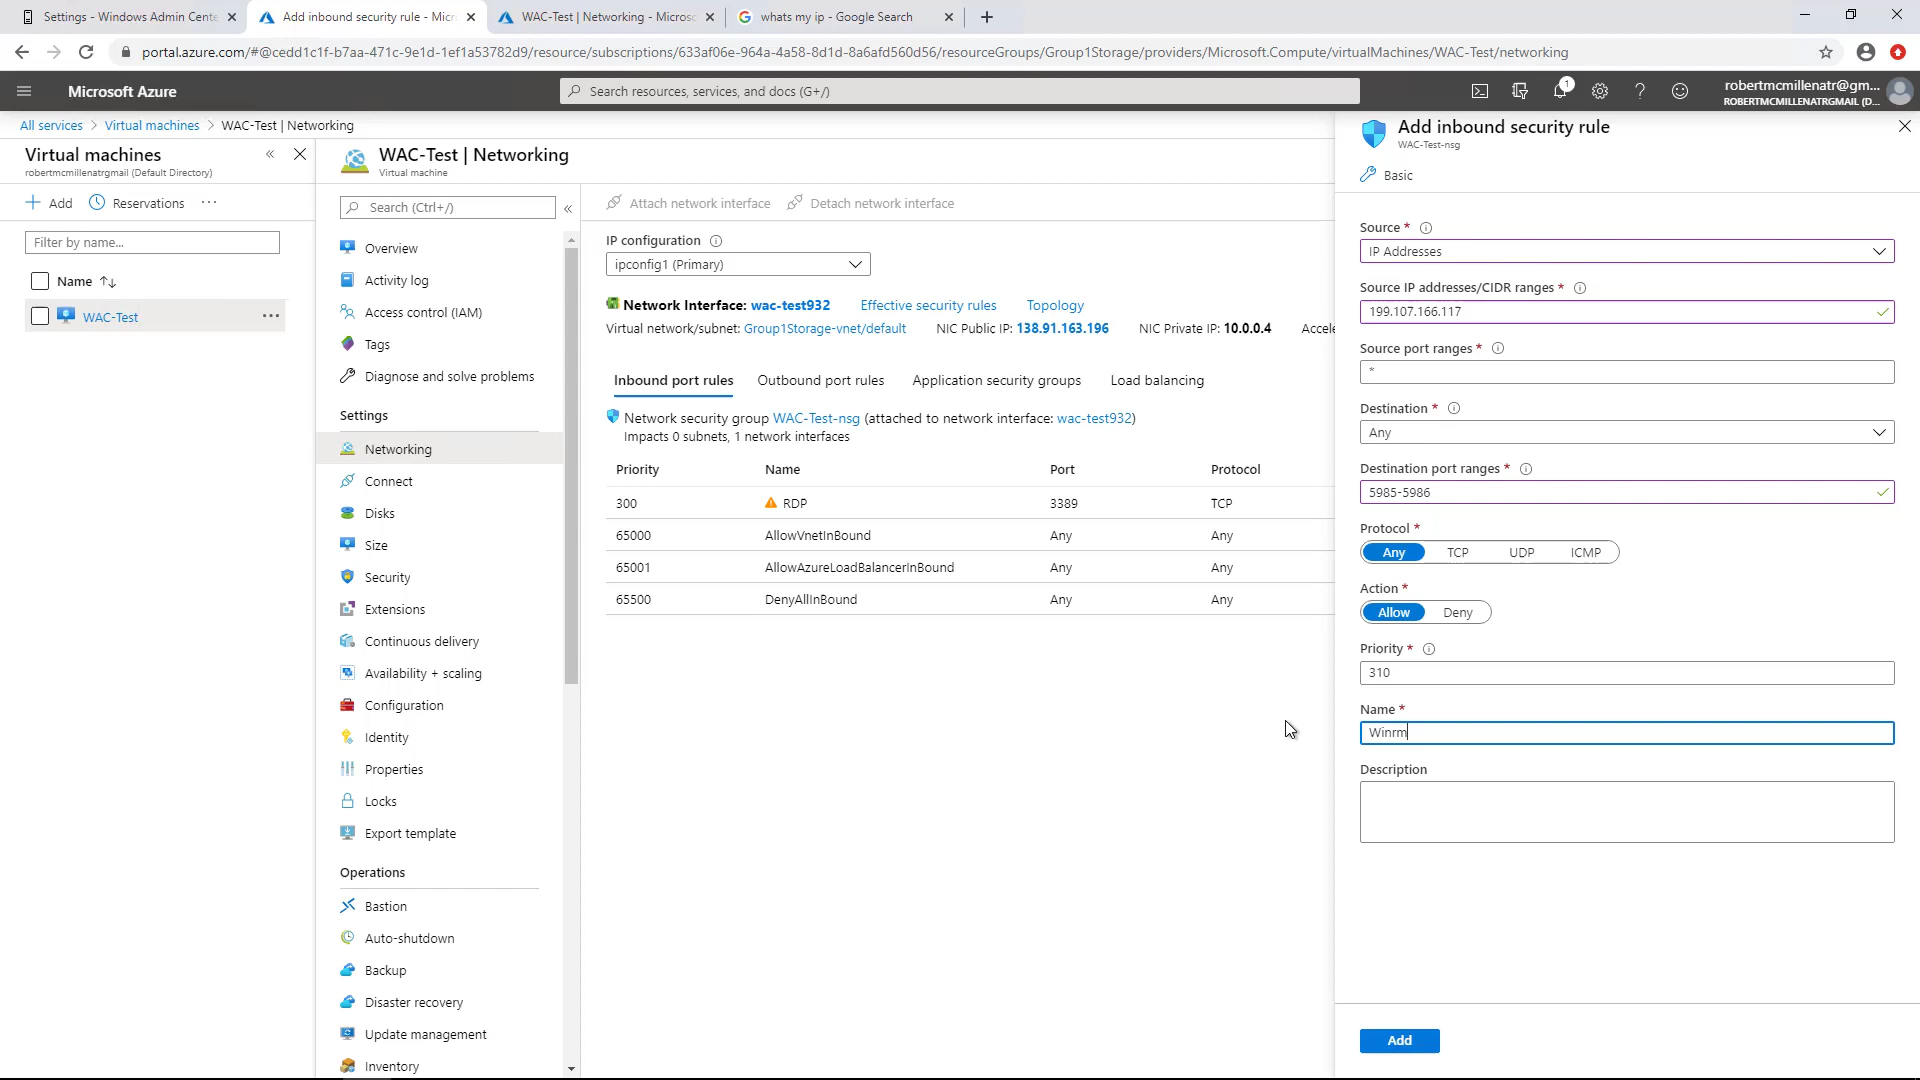 Settings - Windows Admin Cente
Add inbound security rule - Micro
WAC-Test | Networking - Microso
whats my ip - Google Search
portal.azure.com/#@cedd1c1f-b7aa-471c-9e1d-1ef1a53782d9/resource/subscriptions/633af06e-964a-4a58-8d1d-8a6afd560d56/resourceGroups/Group1Storage/providers/Microsoft.Compute/virtualMachines/WAC-Test/networking
Microsoft Azure
Search resources, services, and docs (G+/)
1
robertmcmillenatr@gm...
ROBERTMCMILLENATRGMAIL (D...
All services > Virtual machines > WAC-Test | Networking
Virtual machines
robertmcmillenatrgmail (Default Directory)
Add
Reservations
Filter by name...
Name
WAC-Test
WAC-Test | Networking
Virtual machine
Search (Ctrl+/)
Overview
Activity log
Access control (IAM)
Tags
Diagnose and solve problems
Settings
Networking
Connect
Disks
Size
Security
Extensions
Continuous delivery
Availability + scaling
Configuration
Identity
Properties
Locks
Export template
Operations
Bastion
Auto-shutdown
Backup
Disaster recovery
Update management
Inventory
Attach network interface
Detach network interface
IP configuration
ipconfig1 (Primary)
Network Interface: wac-test932 Effective security rules Topology
Virtual network/subnet: Group1Storage-vnet/default NIC Public IP: 138.91.163.196 NIC Private IP: 10.0.0.4 Accele
Inbound port rules Outbound port rules Application security groups Load balancing
Network security group WAC-Test-nsg (attached to network interface: wac-test932)
Impacts 0 subnets, 1 network interfaces
Priority Name Port Protocol
300 RDP 3389 TCP
65000 AllowVnetInBound Any Any
65001 AllowAzureLoadBalancerInBound Any Any
65500 DenyAllInBound Any Any
Add inbound security rule
WAC-Test-nsg
Basic
Source *
IP Addresses
Source IP addresses/CIDR ranges *
199.107.166.117
Source port ranges *
*
Destination *
Any
Destination port ranges *
5985-5986
Protocol *
Any TCP UDP ICMP
Action *
Allow Deny
Priority *
310
Name *
Winrm
Description
Add